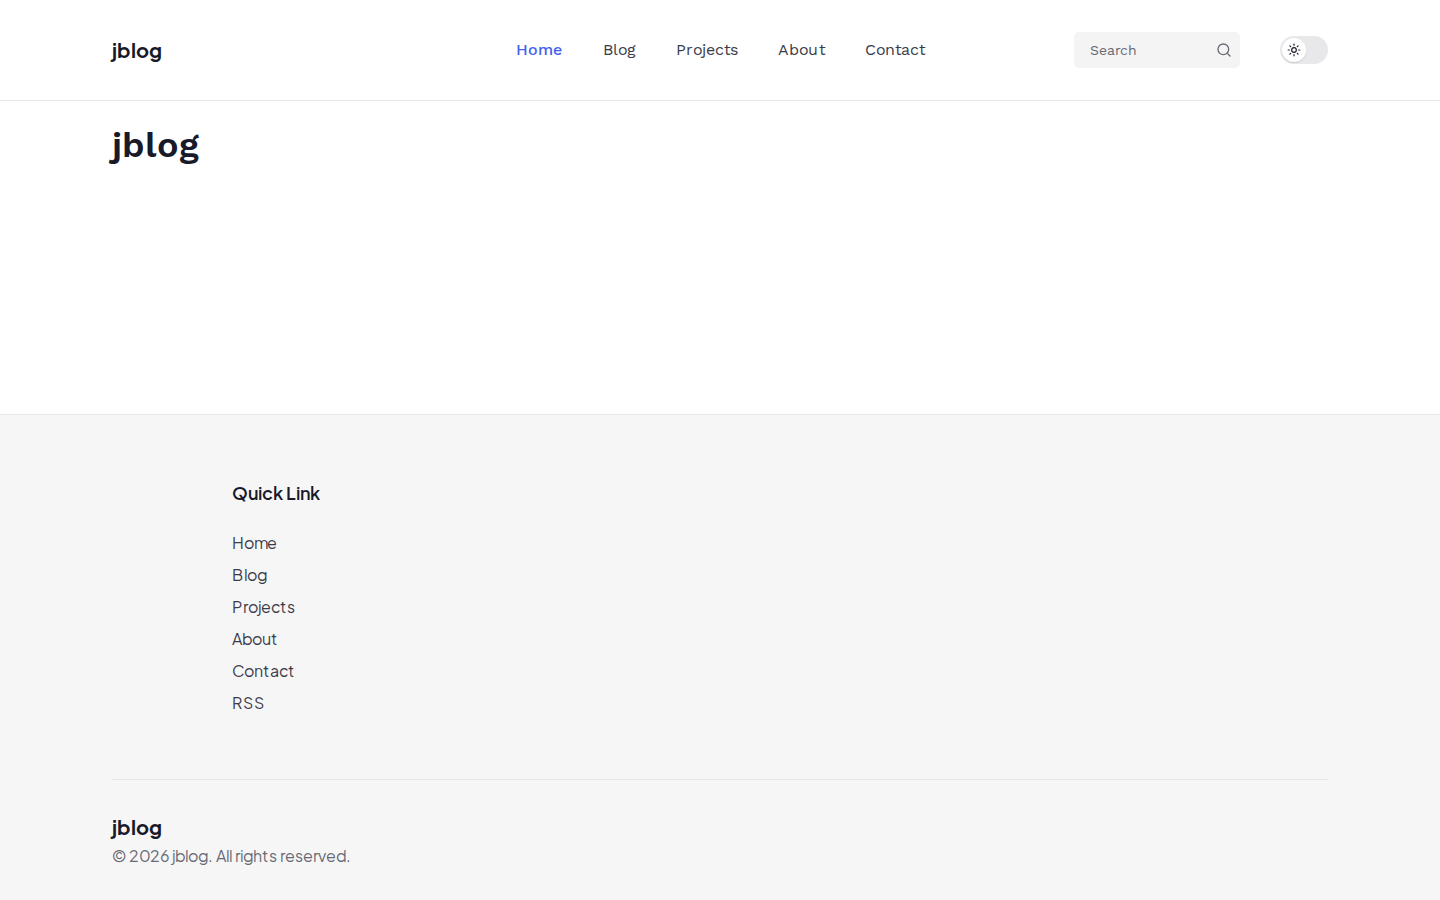 jblog
Home Blog Projects About Contact
Search
jblog
Quick Link
Home
Blog
Projects
About
Contact
RSS
jblog
© 2026 jblog. All rights reserved.